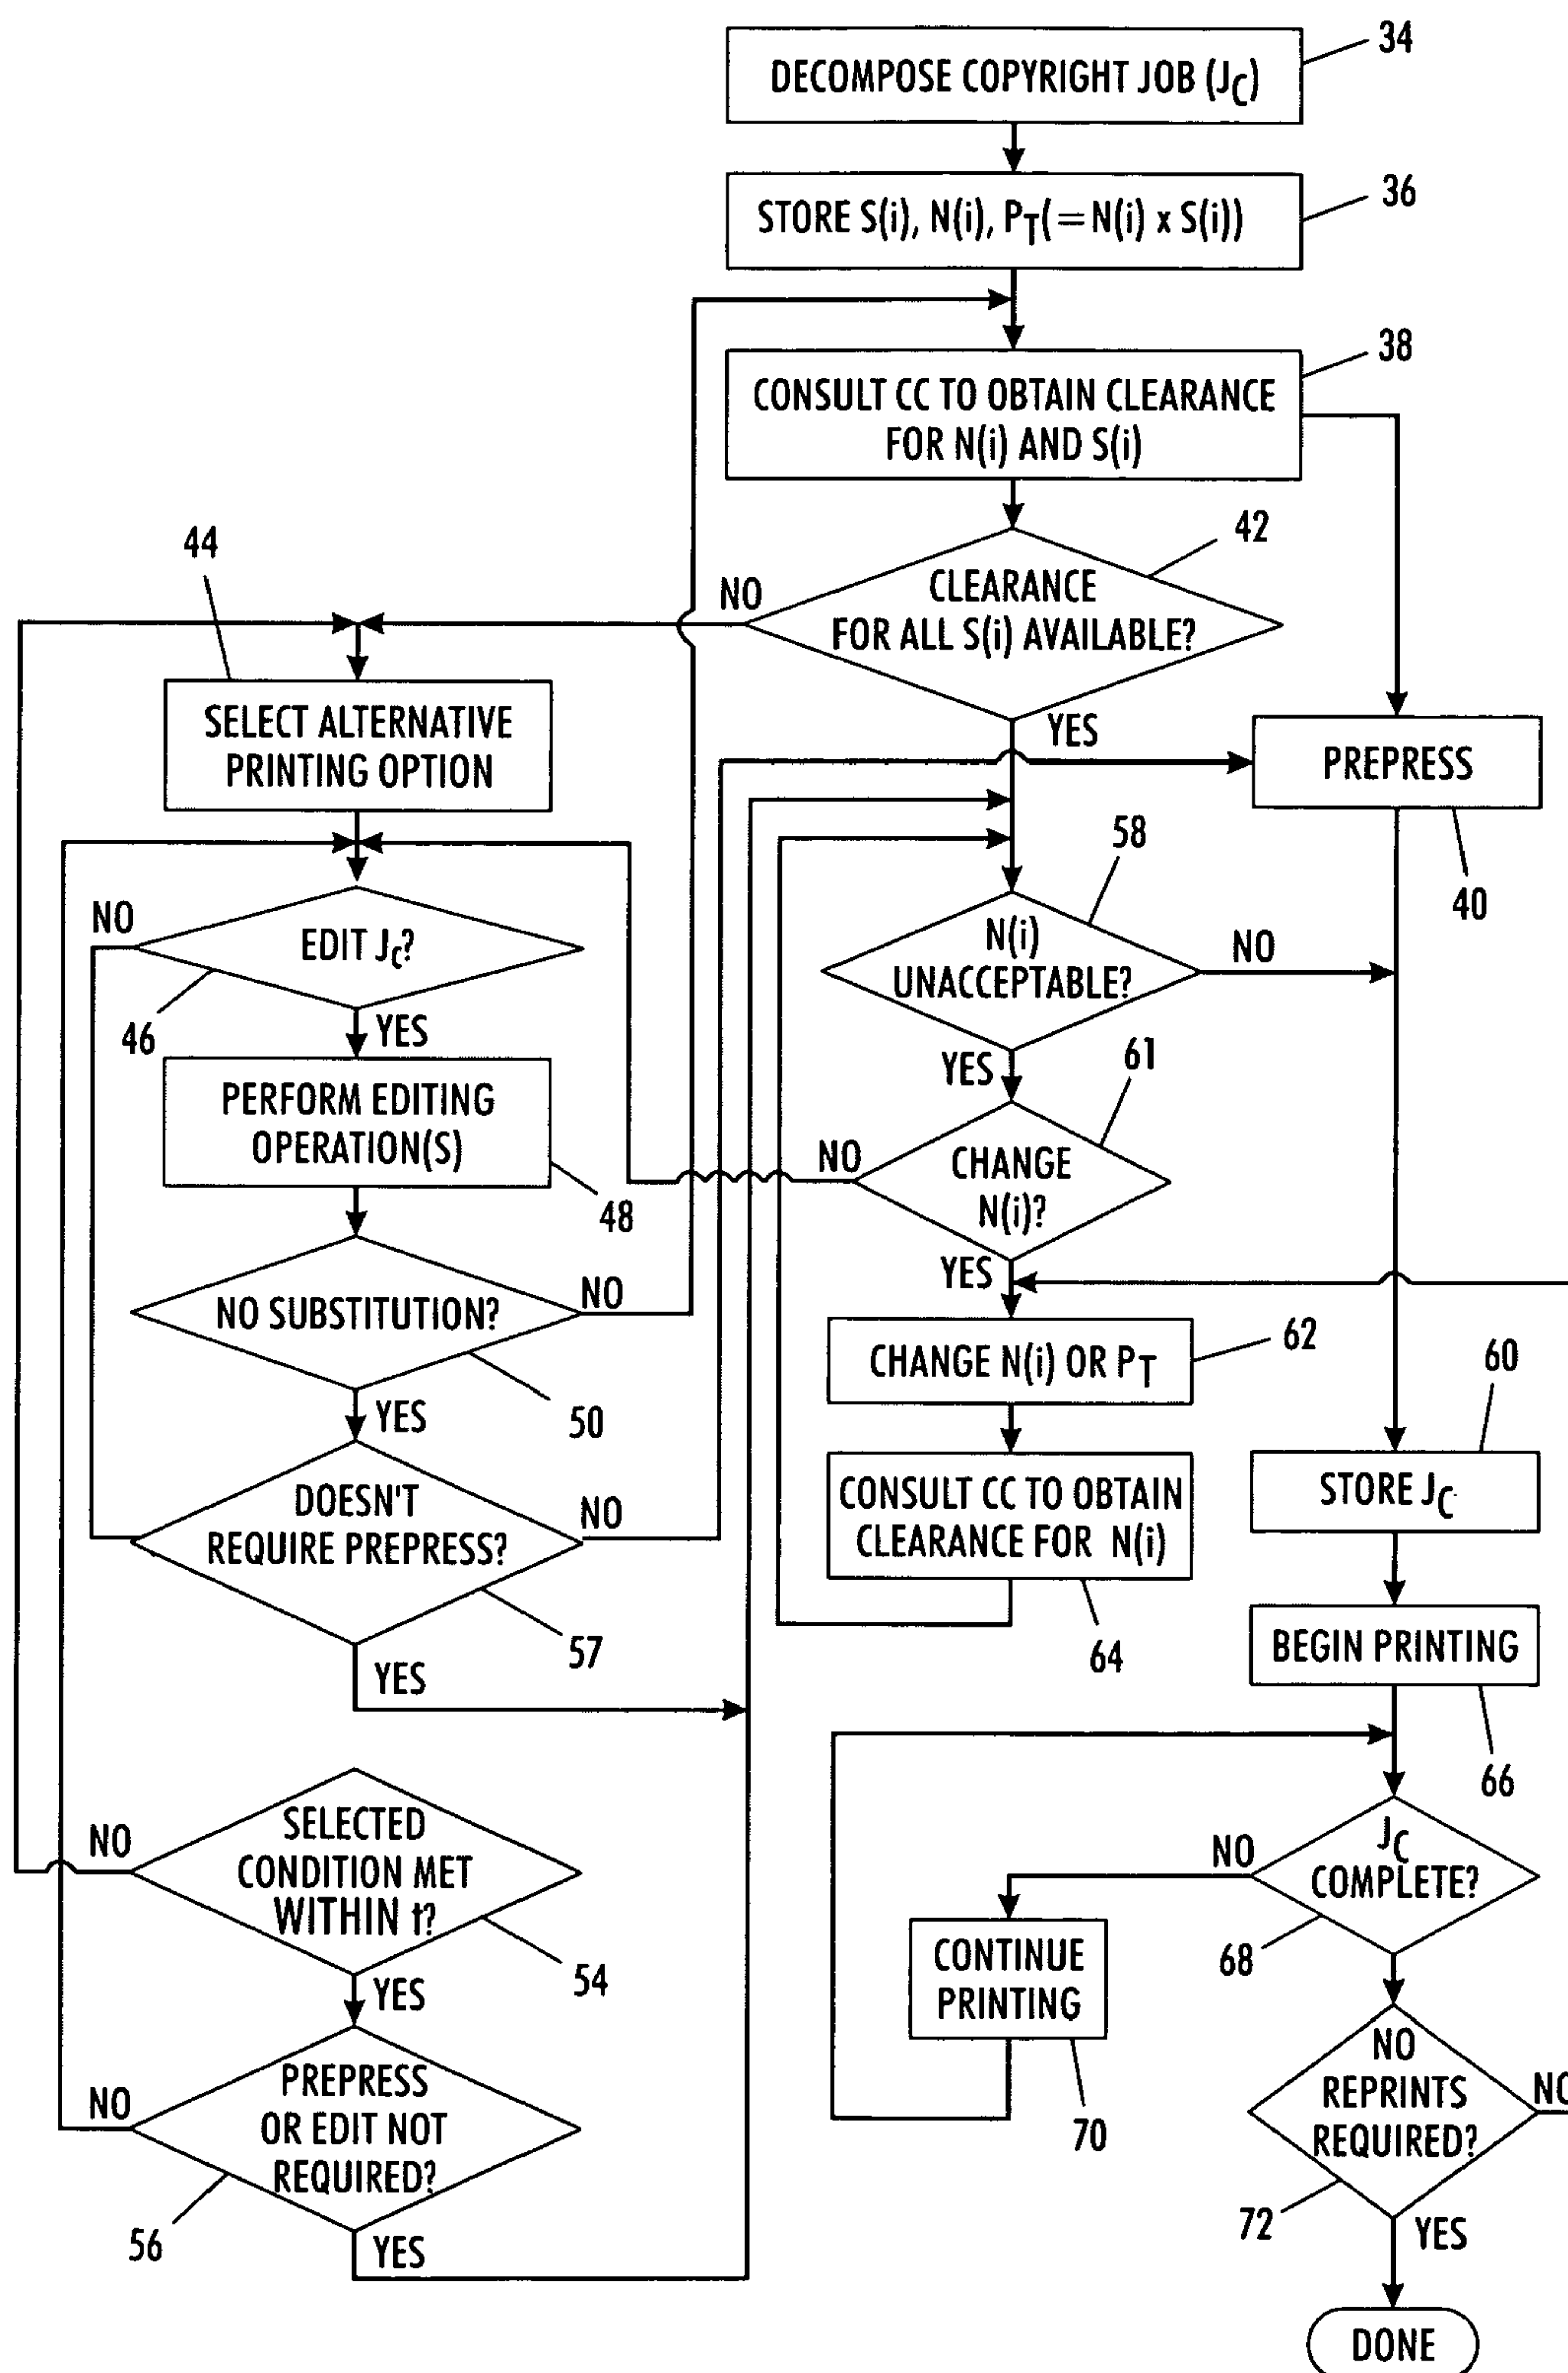 34
DECOMPOSE COPYRIGHT JOB (JC)
36
STORE S(i), N(i), PT(=N(i) x S(i))
38
CONSULT CC TO OBTAIN CLEARANCE
FOR N(i) AND S(i)
42
CLEARANCE
FOR ALL S(i) AVAILABLE?
NO
YES
44
SELECT ALTERNATIVE
PRINTING OPTION
PREPRESS
40
NO
EDIT JC?
46
YES
58
N(i)
UNACCEPTABLE?
NO
YES
PERFORM EDITING
OPERATION(S)
48
61
NO
CHANGE
N(i)?
YES
NO SUBSTITUTION?
NO
50
YES
CHANGE N(i) OR PT
62
60
STORE JC
DOESN'T
REQUIRE PREPRESS?
NO
57
YES
CONSULT CC TO OBTAIN
CLEARANCE FOR N(i)
64
BEGIN PRINTING
66
NO
SELECTED
CONDITION MET
WITHIN t?
54
YES
NO
JC
COMPLETE?
68
CONTINUE
PRINTING
70
NO
PREPRESS
OR EDIT NOT
REQUIRED?
56
YES
NO
REPRINTS
REQUIRED?
NO
72
YES
DONE